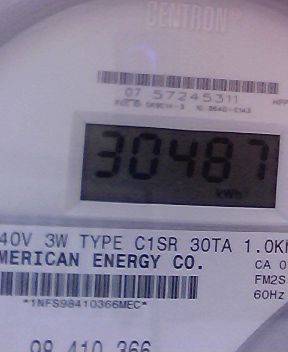 CENTRON®
07 57245311
30487
kWh
40V 3W TYPE C1SR 30TA 1.0K
MERICAN ENERGY CO.
CA 0
FM2S
*1NFS98410366MEC*
60Hz
98 410 366